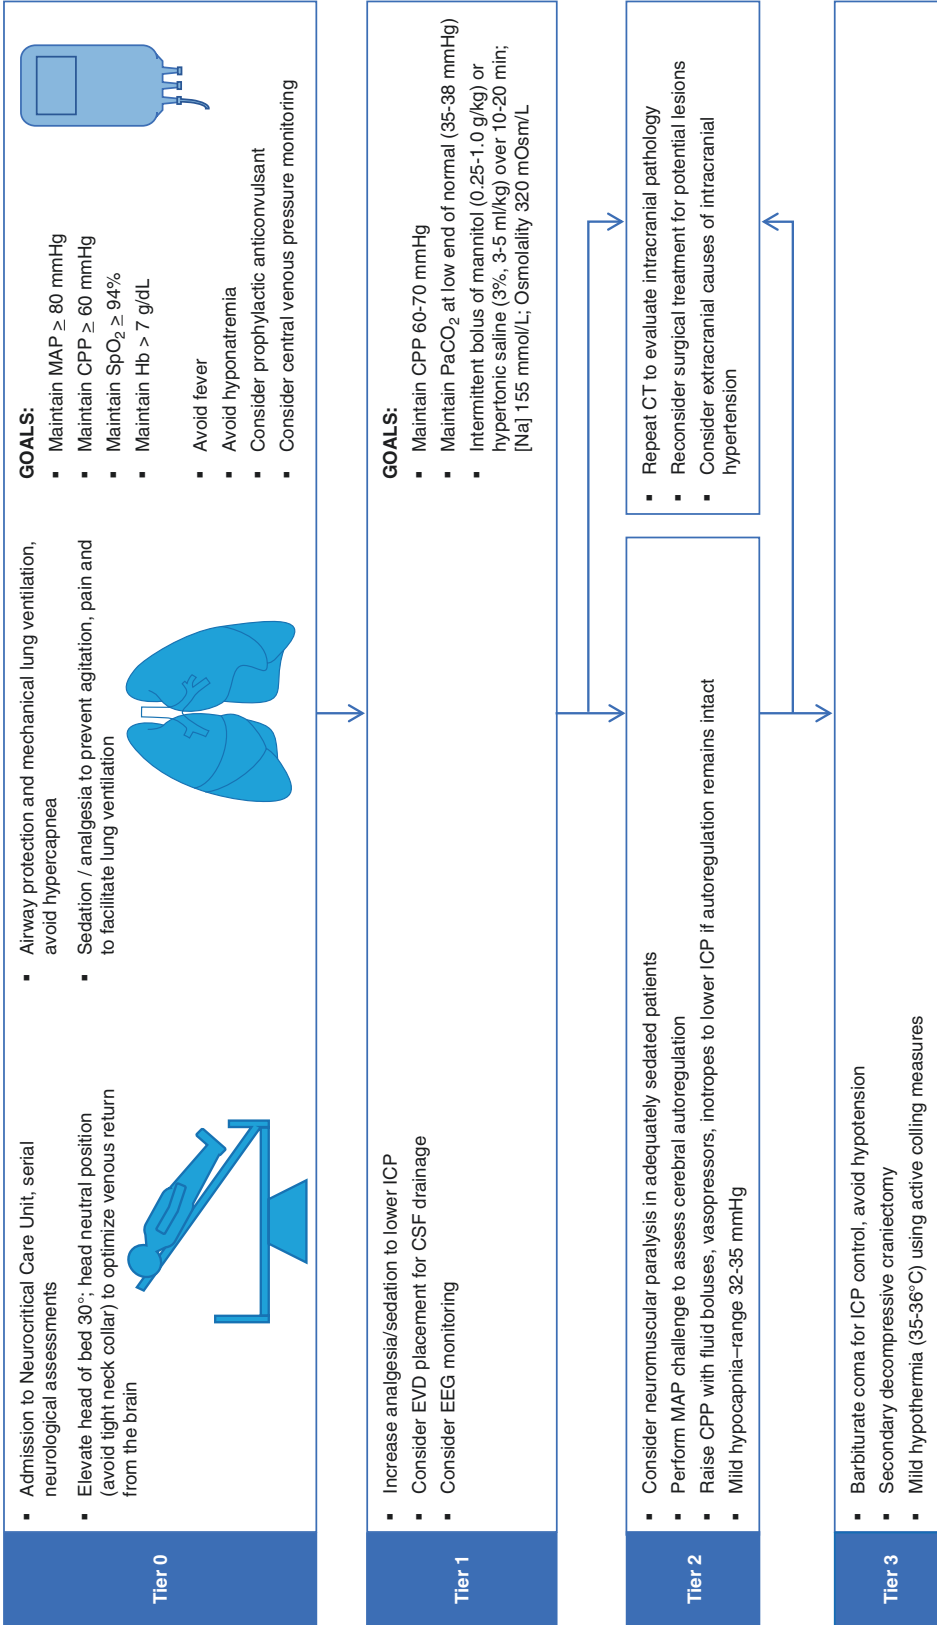 Tier 0
▪ Admission to Neurocritical Care Unit, serial
neurological assessments
▪ Elevate head of bed 30°; head neutral position
(avoid tight neck collar) to optimize venous return
from the brain
▪ Airway protection and mechanical lung ventilation,
avoid hypercapnea
▪ Sedation / analgesia to prevent agitation, pain and
to facilitate lung ventilation
GOALS:
▪ Maintain MAP ≥ 80 mmHg
▪ Maintain CPP ≥ 60 mmHg
▪ Maintain SpO₂ ≥ 94%
▪ Maintain Hb > 7 g/dL
▪ Avoid fever
▪ Avoid hyponatremia
▪ Consider prophylactic anticonvulsant
▪ Consider central venous pressure monitoring
Tier 1
▪ Increase analgesia/sedation to lower ICP
▪ Consider EVD placement for CSF drainage
▪ Consider EEG monitoring
GOALS:
▪ Maintain CPP 60-70 mmHg
▪ Maintain PaCO₂ at low end of normal (35-38 mmHg)
▪ Intermittent bolus of mannitol (0.25-1.0 g/kg) or
hypertonic saline (3%, 3-5 ml/kg) over 10-20 min;
[Na] 155 mmol/L; Osmolality 320 mOsm/L
Tier 2
▪ Consider neuromuscular paralysis in adequately sedated patients
▪ Perform MAP challenge to assess cerebral autoregulation
▪ Raise CPP with fluid boluses, vasopressors, inotropes to lower ICP if autoregulation remains intact
▪ Mild hypocapnia–range 32-35 mmHg
▪ Repeat CT to evaluate intracranial pathology
▪ Reconsider surgical treatment for potential lesions
▪ Consider extracranial causes of intracranial
hypertension
Tier 3
▪ Barbiturate coma for ICP control, avoid hypotension
▪ Secondary decompressive craniectomy
▪ Mild hypothermia (35-36°C) using active colling measures